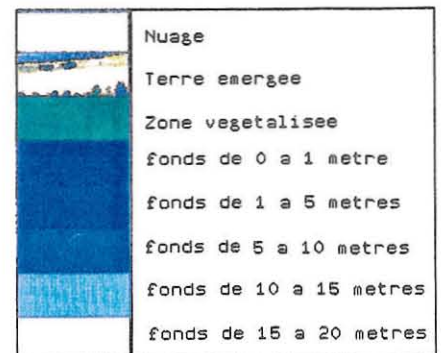 Nuage
Terre emergee
Zone vegetalisee
fonds de 0 a 1 metre
fonds de 1 a 5 metres
fonds de 5 a 10 metres
fonds de 10 a 15 metres
fonds de 15 a 20 metres